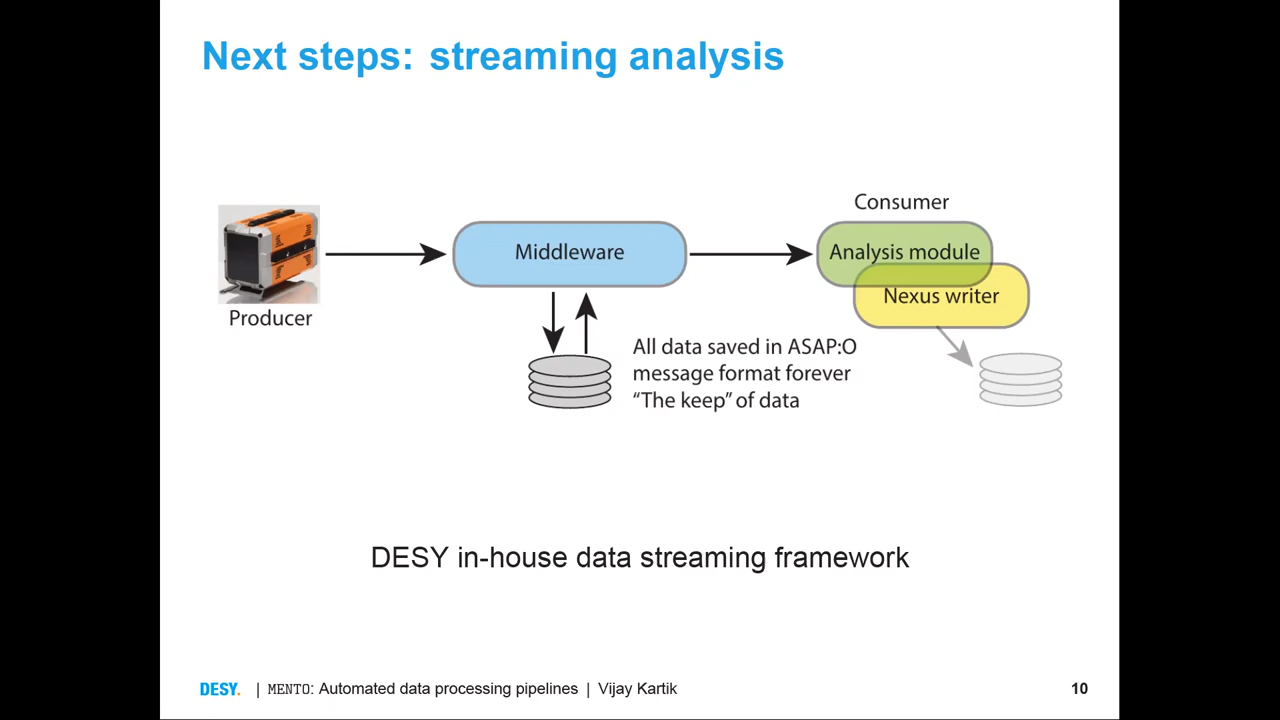 Next steps: streaming analysis
Consumer
Middleware
Analysis module
Nexus writer
Producer
All data saved in ASAP:O
message format forever
“The keep” of data
DESY in-house data streaming framework
DESY. | MENTO: Automated data processing pipelines | Vijay Kartik
10